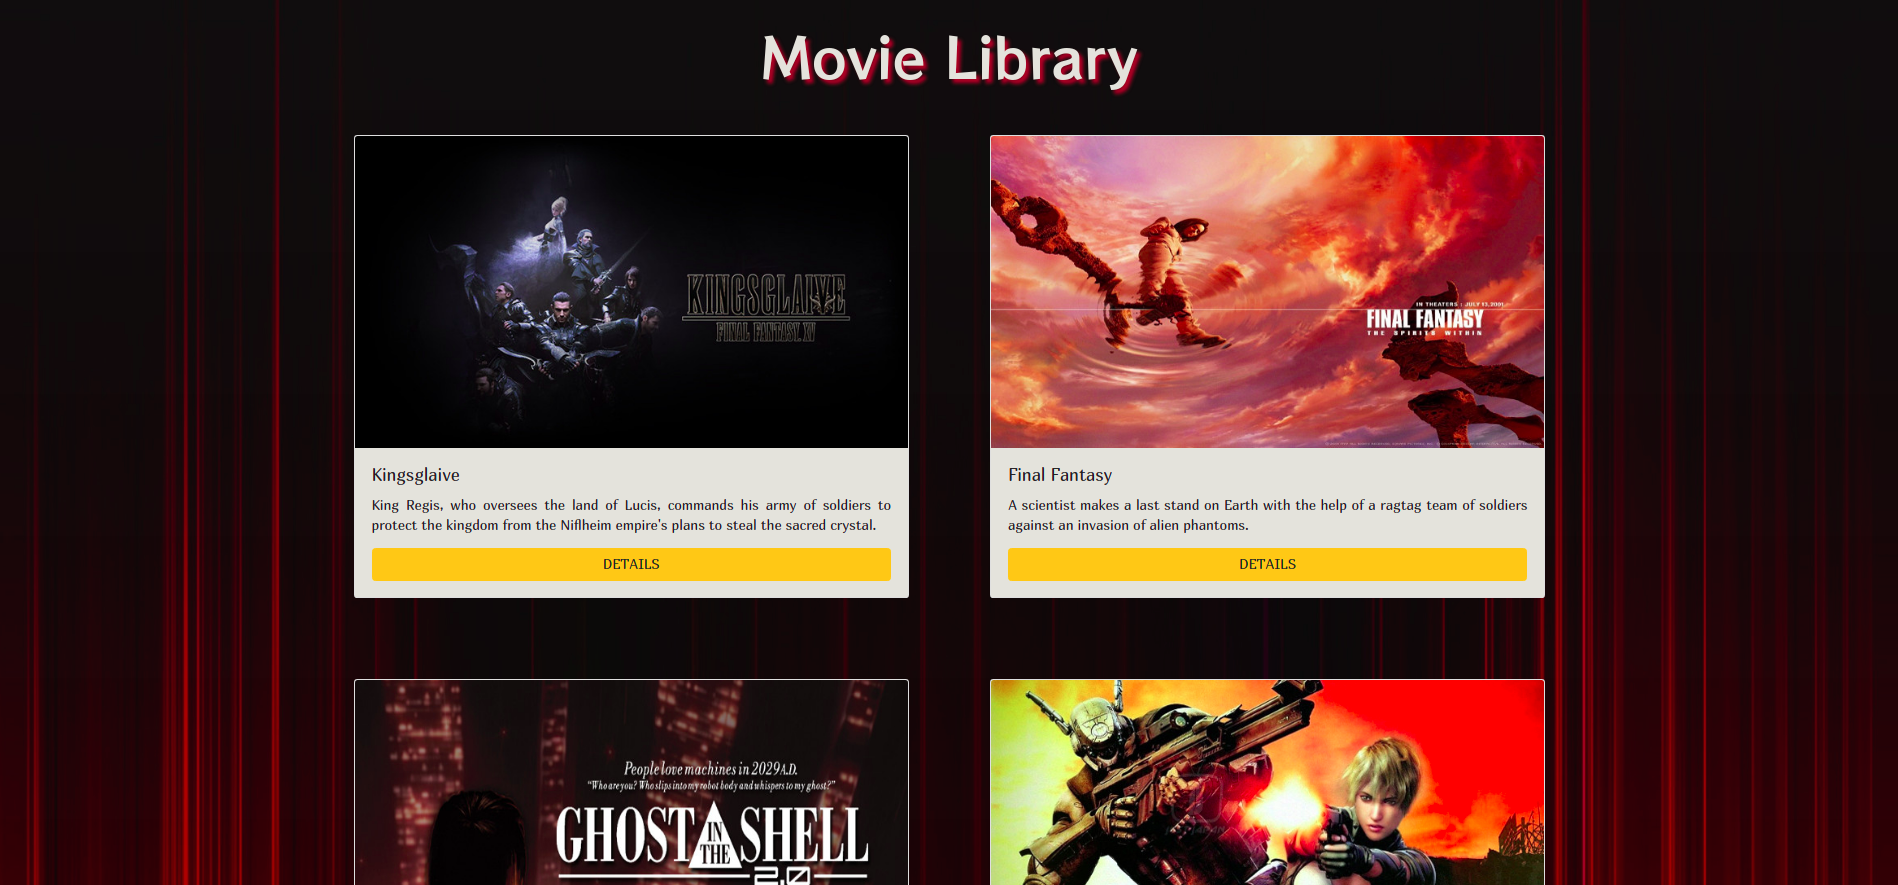 Movie Library
KINGSGLAIVE
FINAL FANTASY XV
IN THEATERS : JULY 13, 2001
FINAL FANTASY
THE SPIRITS WITHIN
Kingsglaive
King Regis, who oversees the land of Lucis, commands his army of soldiers to
protect the kingdom from the Niflheim empire's plans to steal the sacred crystal.
DETAILS
Final Fantasy
A scientist makes a last stand on Earth with the help of a ragtag team of soldiers
against an invasion of alien phantoms.
DETAILS
People love machines in 2029 A.D.
"Who are you? Who slips into my robot body and whispers to my ghost?"
GHOST IN THE SHELL
2.0